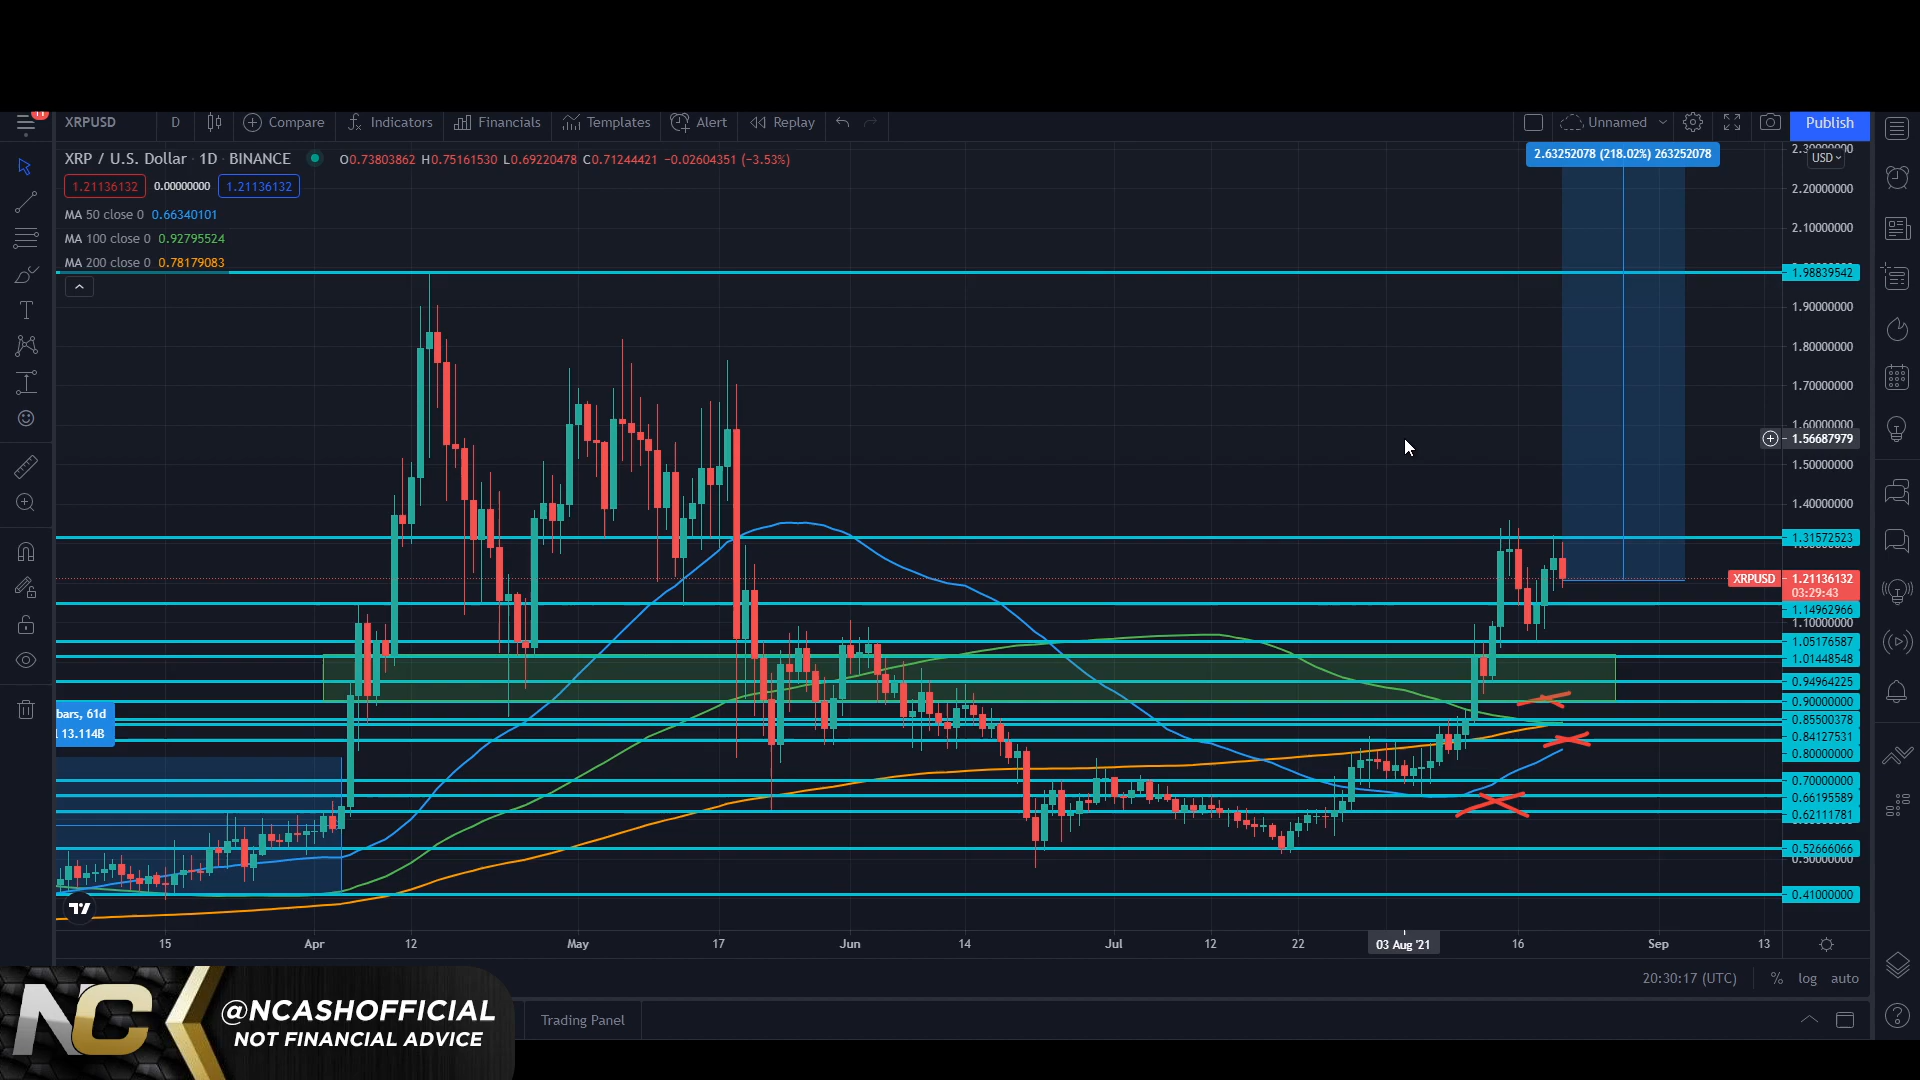 11
XRPUSD D Compare Indicators Financials Templates Alert Replay Unnamed Publish
XRP / U.S. Dollar · 1D · BINANCE O0.73803862 H0.75161530 L0.69220478 C0.71244421 −0.02604351 (−3.53%)
2.63252078 (218.02%) 263252078
USD
1.21136132 0.00000000 1.21136132
MA 50 close 0 0.66340101
MA 100 close 0 0.92795524
MA 200 close 0 0.78179083
2.30000000
2.20000000
2.10000000
1.98839542
1.90000000
1.80000000
1.70000000
1.60000000
1.56687979
1.50000000
1.40000000
1.31572523
XRPUSD 1.21136132
03:29:43
1.14962966
1.10000000
1.05176587
1.01448548
0.94964225
0.90000000
0.85500378
0.84127531
0.80000000
0.70000000
0.66195589
0.62111781
0.52666066
0.50000000
0.41000000
bars, 61d
13.114B
15 Apr 12 May 17 Jun 14 Jul 12 22 03 Aug '21 16 Sep 13
20:30:17 (UTC) % log auto
Trading Panel
NC
@NCASHOFFICIAL
NOT FINANCIAL ADVICE